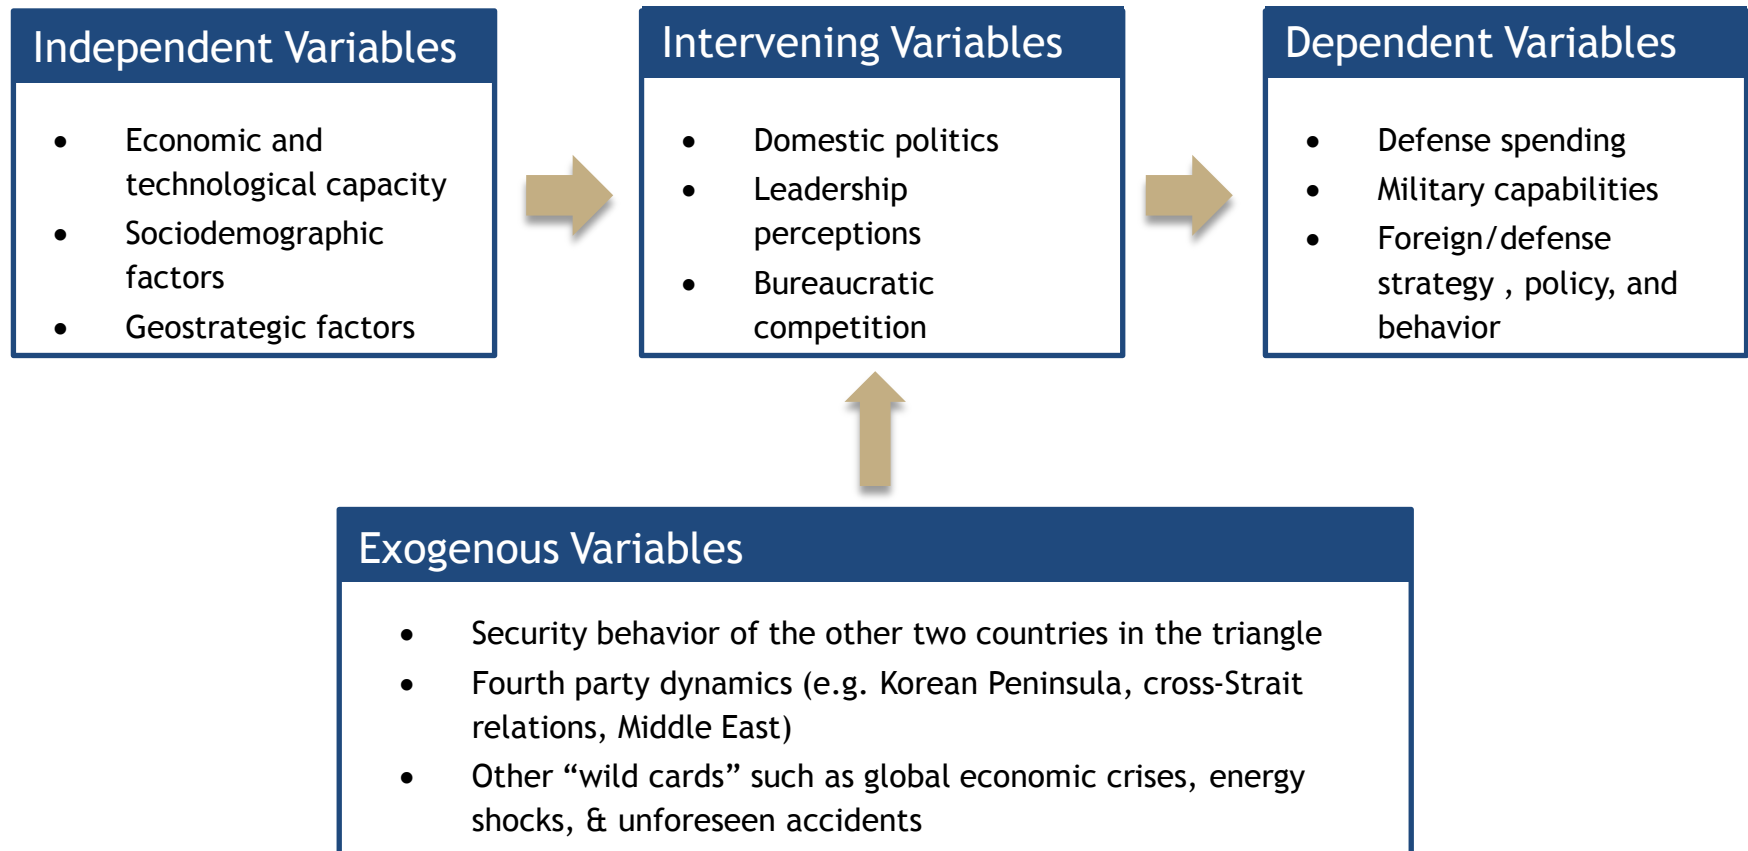 Independent Variables
• Economic and
technological capacity
• Sociodemographic
factors
• Geostrategic factors
Intervening Variables
• Domestic politics
• Leadership
perceptions
• Bureaucratic
competition
Dependent Variables
• Defense spending
• Military capabilities
• Foreign/defense
strategy , policy, and
behavior
Exogenous Variables
• Security behavior of the other two countries in the triangle
• Fourth party dynamics (e.g. Korean Peninsula, cross-Strait
relations, Middle East)
• Other “wild cards” such as global economic crises, energy
shocks, & unforeseen accidents